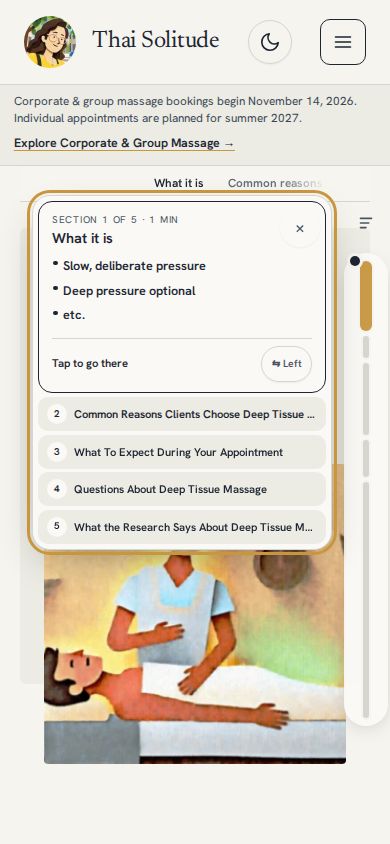 Thai Solitude
Corporate & group massage bookings begin November 14, 2026.
Individual appointments are planned for summer 2027.
Explore Corporate & Group Massage →
What it is
Common reasons
SECTION 1 OF 5 · 1 MIN
What it is
×
• Slow, deliberate pressure
• Deep pressure optional
• etc.
Tap to go there
⇆ Left
2 Common Reasons Clients Choose Deep Tissue ...
3 What To Expect During Your Appointment
4 Questions About Deep Tissue Massage
5 What the Research Says About Deep Tissue M...